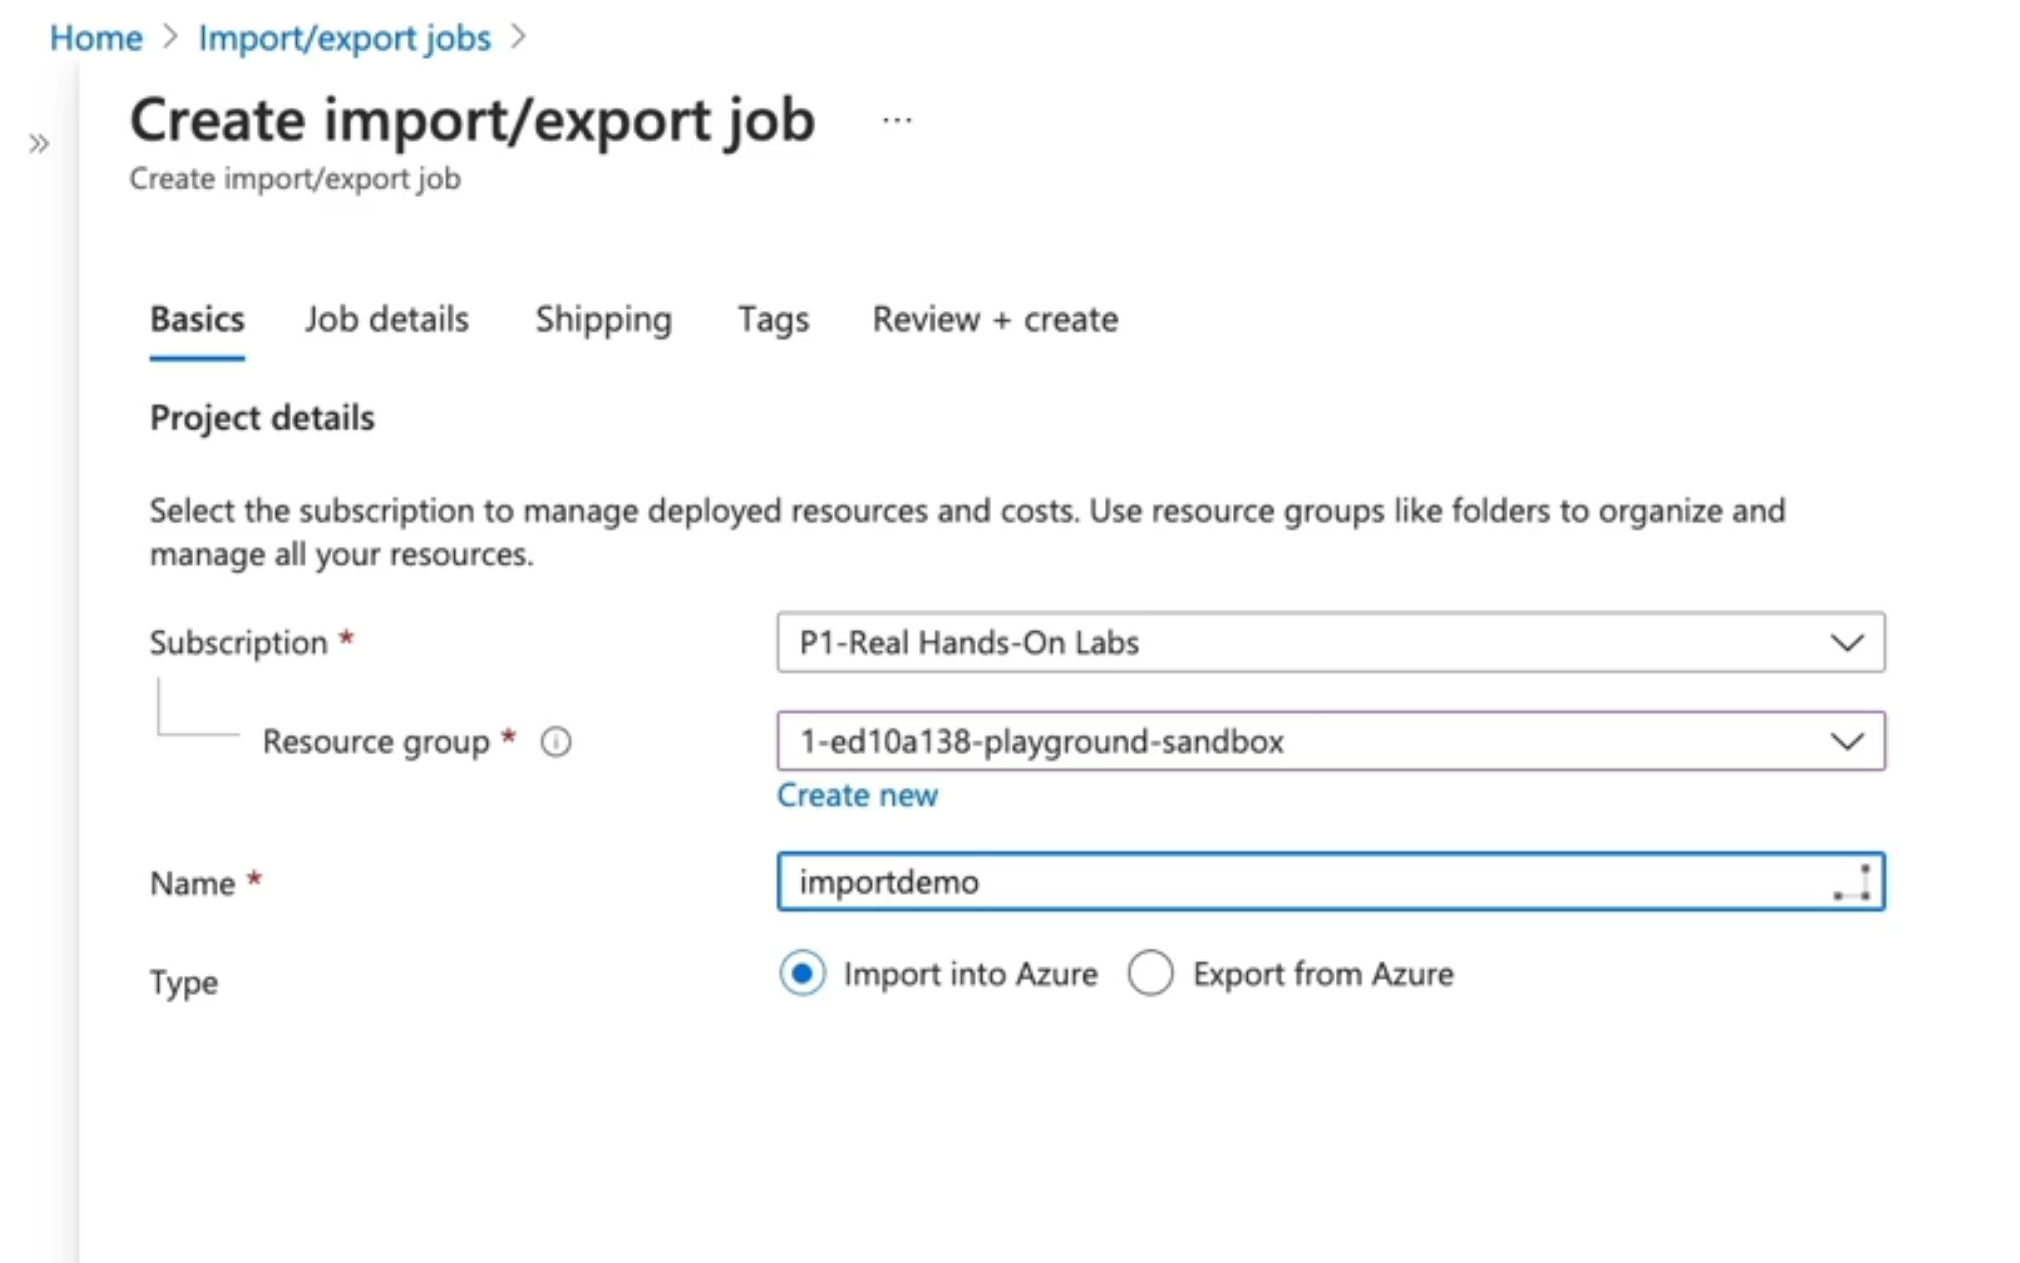 Home > Import/export jobs >
»
Create import/export job ...
Create import/export job
Basics Job details Shipping Tags Review + create
Project details
Select the subscription to manage deployed resources and costs. Use resource groups like folders to organize and
manage all your resources.
Subscription * P1-Real Hands-On Labs
Resource group * 1-ed10a138-playground-sandbox
Create new
Name * importdemo
Type Import into Azure Export from Azure